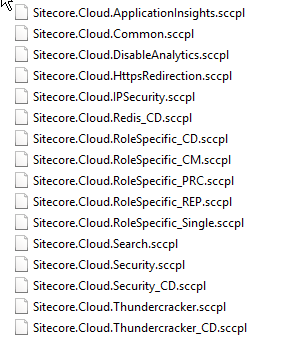 Sitecore.Cloud.ApplicationInsights.sccpl
Sitecore.Cloud.Common.sccpl
Sitecore.Cloud.DisableAnalytics.sccpl
Sitecore.Cloud.HttpsRedirection.sccpl
Sitecore.Cloud.IPSecurity.sccpl
Sitecore.Cloud.Redis_CD.sccpl
Sitecore.Cloud.RoleSpecific_CD.sccpl
Sitecore.Cloud.RoleSpecific_CM.sccpl
Sitecore.Cloud.RoleSpecific_PRC.sccpl
Sitecore.Cloud.RoleSpecific_REP.sccpl
Sitecore.Cloud.RoleSpecific_Single.sccpl
Sitecore.Cloud.Search.sccpl
Sitecore.Cloud.Security.sccpl
Sitecore.Cloud.Security_CD.sccpl
Sitecore.Cloud.Thundercracker.sccpl
Sitecore.Cloud.Thundercracker_CD.sccpl